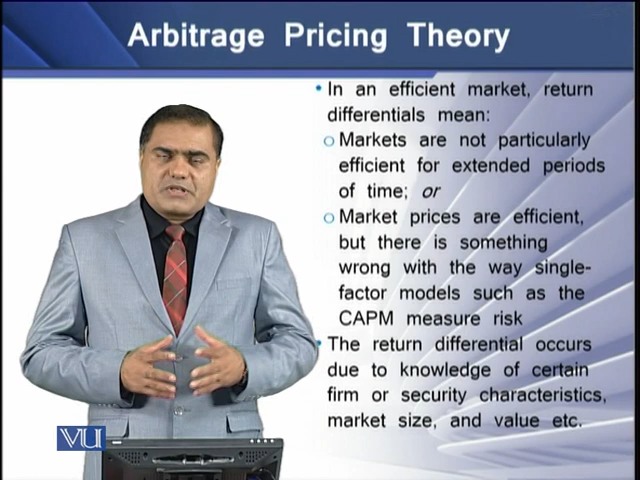 Arbitrage Pricing Theory
• In an efficient market, return
differentials mean:
o Markets are not particularly
efficient for extended periods
of time; or
o Market prices are efficient,
but there is something
wrong with the way single-
factor models such as the
CAPM measure risk
• The return differential occurs
due to knowledge of certain
firm or security characteristics,
market size, and value etc.
VU